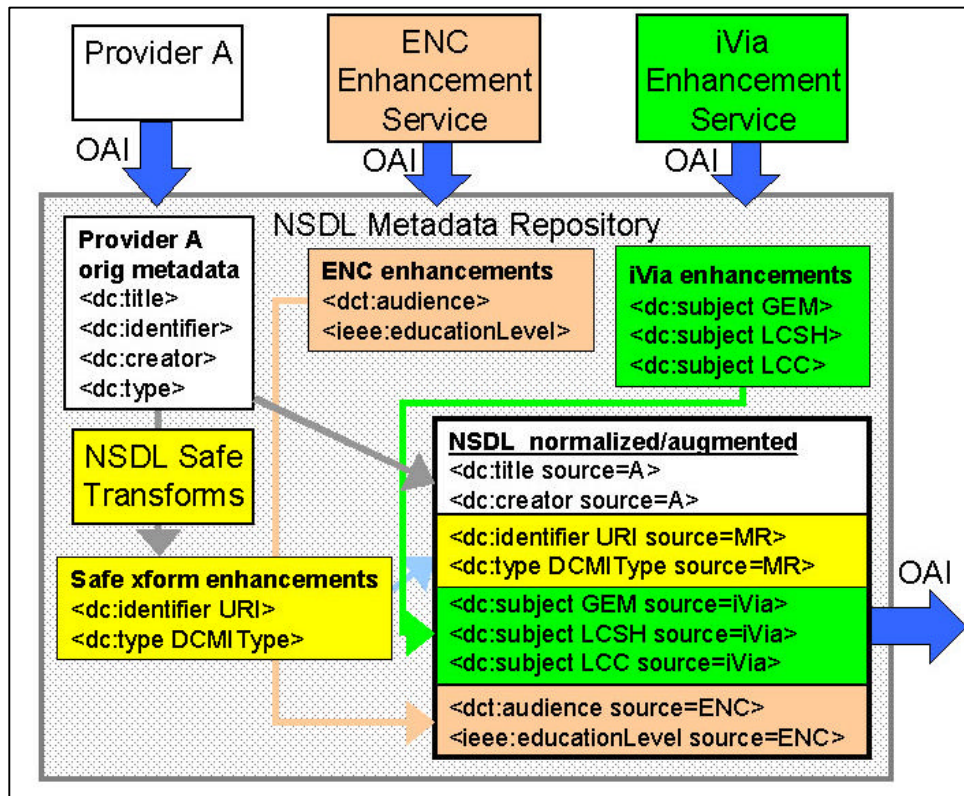 Provider A
ENC
Enhancement
Service
iVia
Enhancement
Service
OAI
OAI
OAI
NSDL Metadata Repository
Provider A
orig metadata
<dc:title>
<dc:identifier>
<dc:creator>
<dc:type>
ENC enhancements
<dct:audience>
<ieee:educationLevel>
iVia enhancements
<dc:subject GEM>
<dc:subject LCSH>
<dc:subject LCC>
NSDL Safe
Transforms
Safe xform enhancements
<dc:identifier URI>
<dc:type DCMIType>
NSDL normalized/augmented
<dc:title source=A>
<dc:creator source=A>
<dc:identifier URI source=MR>
<dc:type DCMIType source=MR>
<dc:subject GEM source=iVia>
<dc:subject LCSH source=iVia>
<dc:subject LCC source=iVia>
<dct:audience source=ENC>
<ieee:educationLevel source=ENC>
OAI